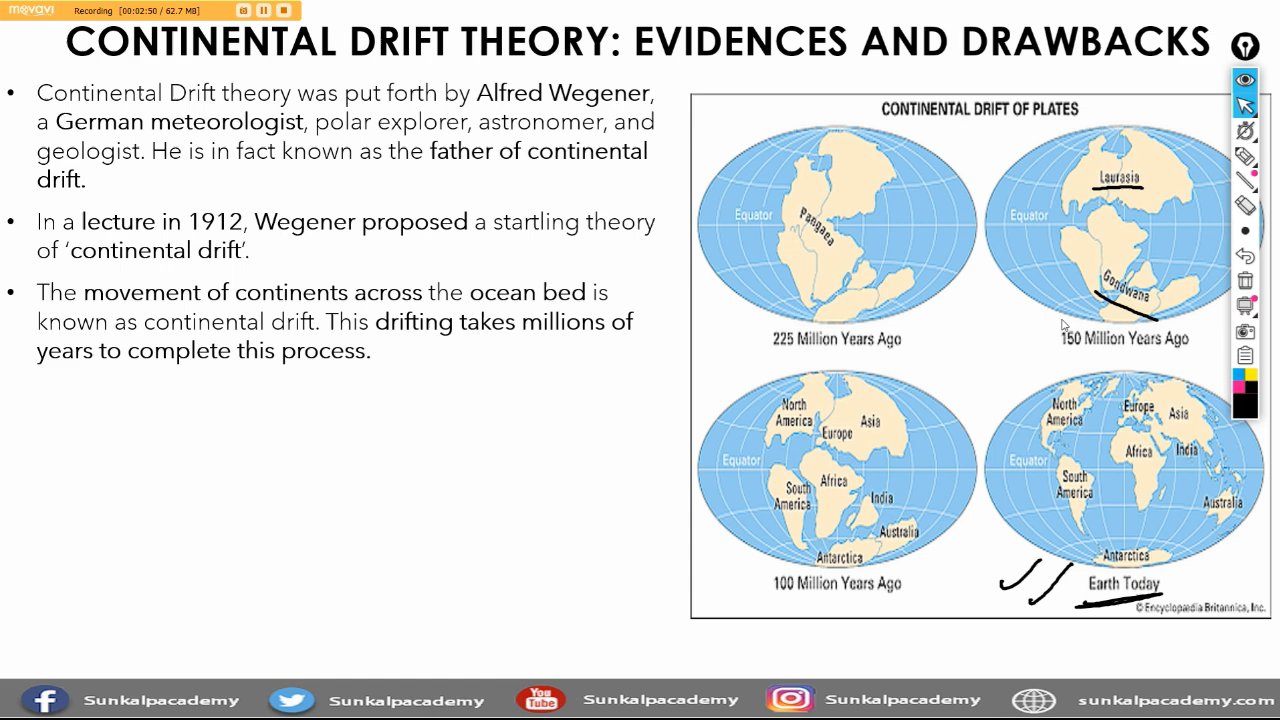 movavi Recording [00:02:50 / 62.7 MB]
CONTINENTAL DRIFT THEORY: EVIDENCES AND DRAWBACKS
• Continental Drift theory was put forth by Alfred Wegener,
a German meteorologist, polar explorer, astronomer, and
geologist. He is in fact known as the father of continental
drift.
• In a lecture in 1912, Wegener proposed a startling theory
of ‘continental drift’.
• The movement of continents across the ocean bed is
known as continental drift. This drifting takes millions of
years to complete this process.
CONTINENTAL DRIFT OF PLATES
Equator
Pangaea
225 Million Years Ago
Laurasia
Equator
Gondwana
150 Million Years Ago
North
America
Europe
Asia
Equator
South
America
Africa
India
Australia
Antarctica
100 Million Years Ago
North
America
Europe
Asia
Equator
Africa
India
South
America
Australia
Antarctica
Earth Today
© Encyclopædia Britannica, Inc.
Sunkalpacademy
Sunkalpacademy
You
Tube
Sunkalpacademy
Sunkalpacademy
sunkalpacademy.com